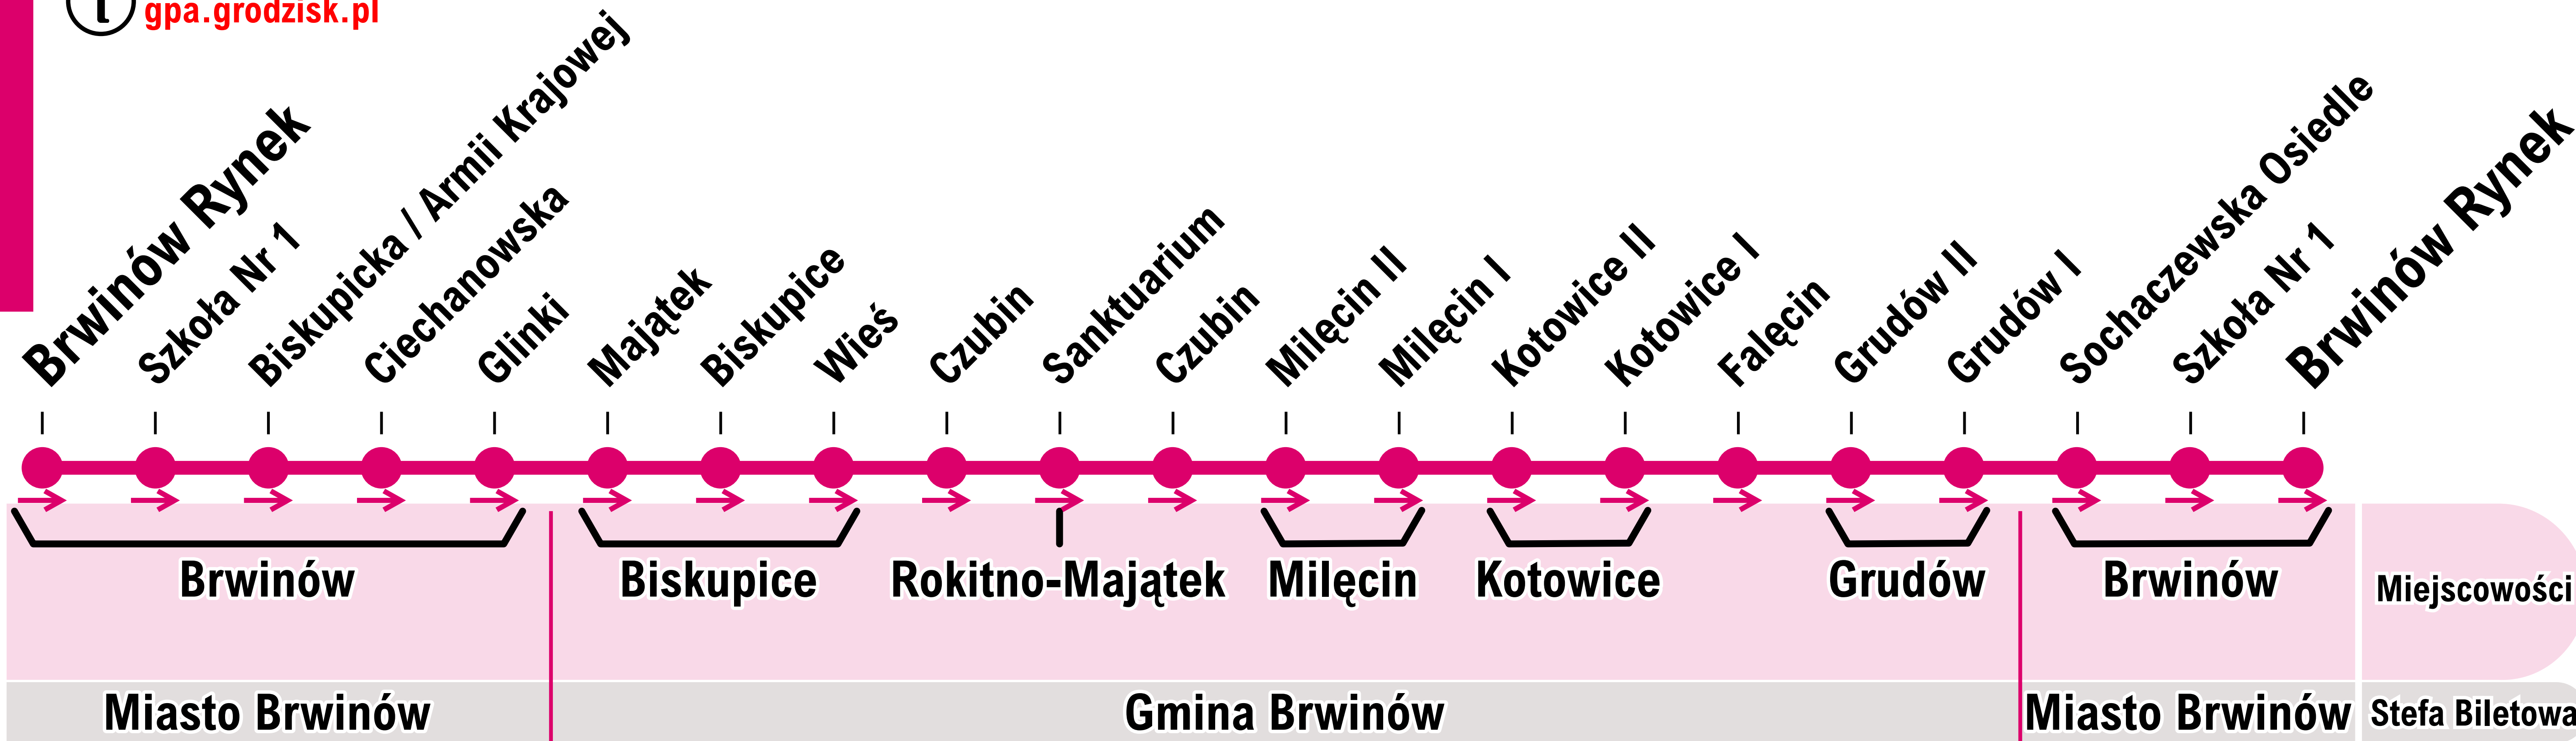 gpa.grodzisk.pl
Brwinów Rynek
Szkoła Nr 1
Biskupicka / Armii Krajowej
Ciechanowska
Glinki
Majątek
Biskupice
Wieś
Czubin
Sanktuarium
Czubin
Milęcin II
Milęcin I
Kotowice II
Kotowice I
Falęcin
Grudów II
Grudów I
Sochaczewska Osiedle
Szkoła Nr 1
Brwinów Rynek
Brwinów Biskupice Rokitno-Majątek Milęcin Kotowice Grudów Brwinów Miejscowości
Miasto Brwinów Gmina Brwinów Miasto Brwinów Stefa Biletowa